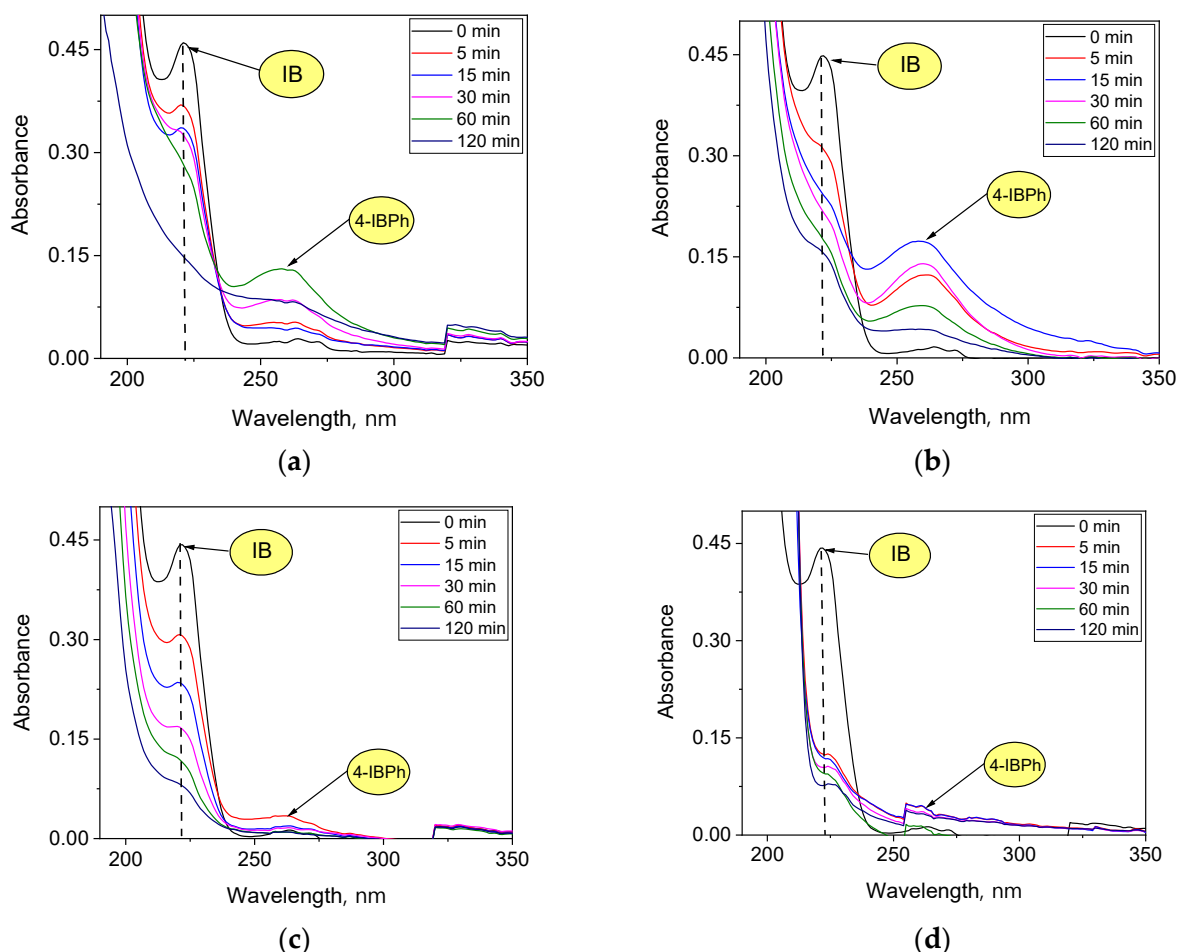 0.45
0.30
0.15
0.00
Absorbance
200
250
300
350
Wavelength, nm
IB
4-IBPh
0 min
5 min
15 min
30 min
60 min
120 min
(a)
0.45
0.30
0.15
0.00
Absorbance
200
250
300
350
Wavelength, nm
IB
4-IBPh
0 min
5 min
15 min
30 min
60 min
120 min
(b)
0.45
0.30
0.15
0.00
Absorbance
200
250
300
350
Wavelength, nm
IB
4-IBPh
0 min
5 min
15 min
30 min
60 min
120 min
(c)
0.45
0.30
0.15
0.00
Absorbance
200
250
300
350
Wavelength, nm
IB
4-IBPh
0 min
5 min
15 min
30 min
60 min
120 min
(d)